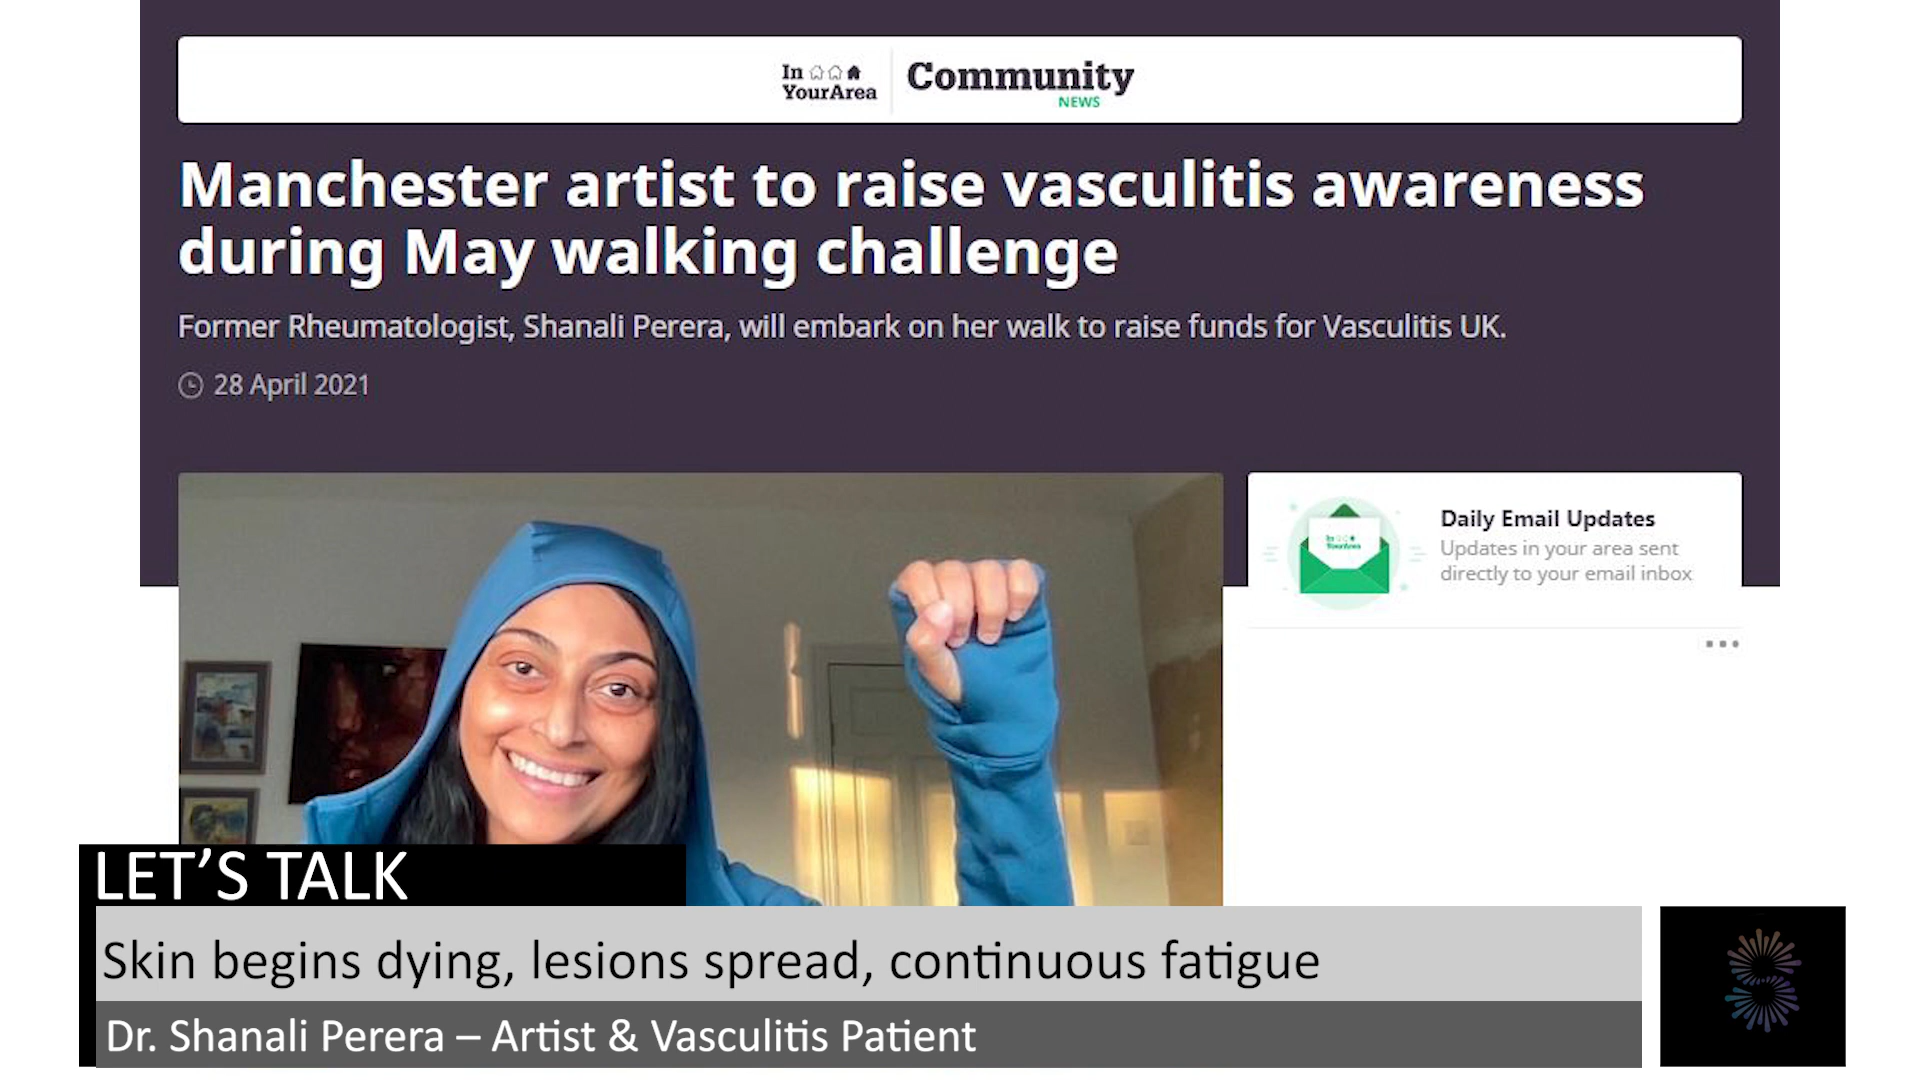 In YourArea
Community
NEWS
Manchester artist to raise vasculitis awareness
during May walking challenge
Former Rheumatologist, Shanali Perera, will embark on her walk to raise funds for Vasculitis UK.
28 April 2021
In YourArea
Daily Email Updates
Updates in your area sent
directly to your email inbox
LET’S TALK
Skin begins dying, lesions spread, continuous fatigue
Dr. Shanali Perera – Artist & Vasculitis Patient